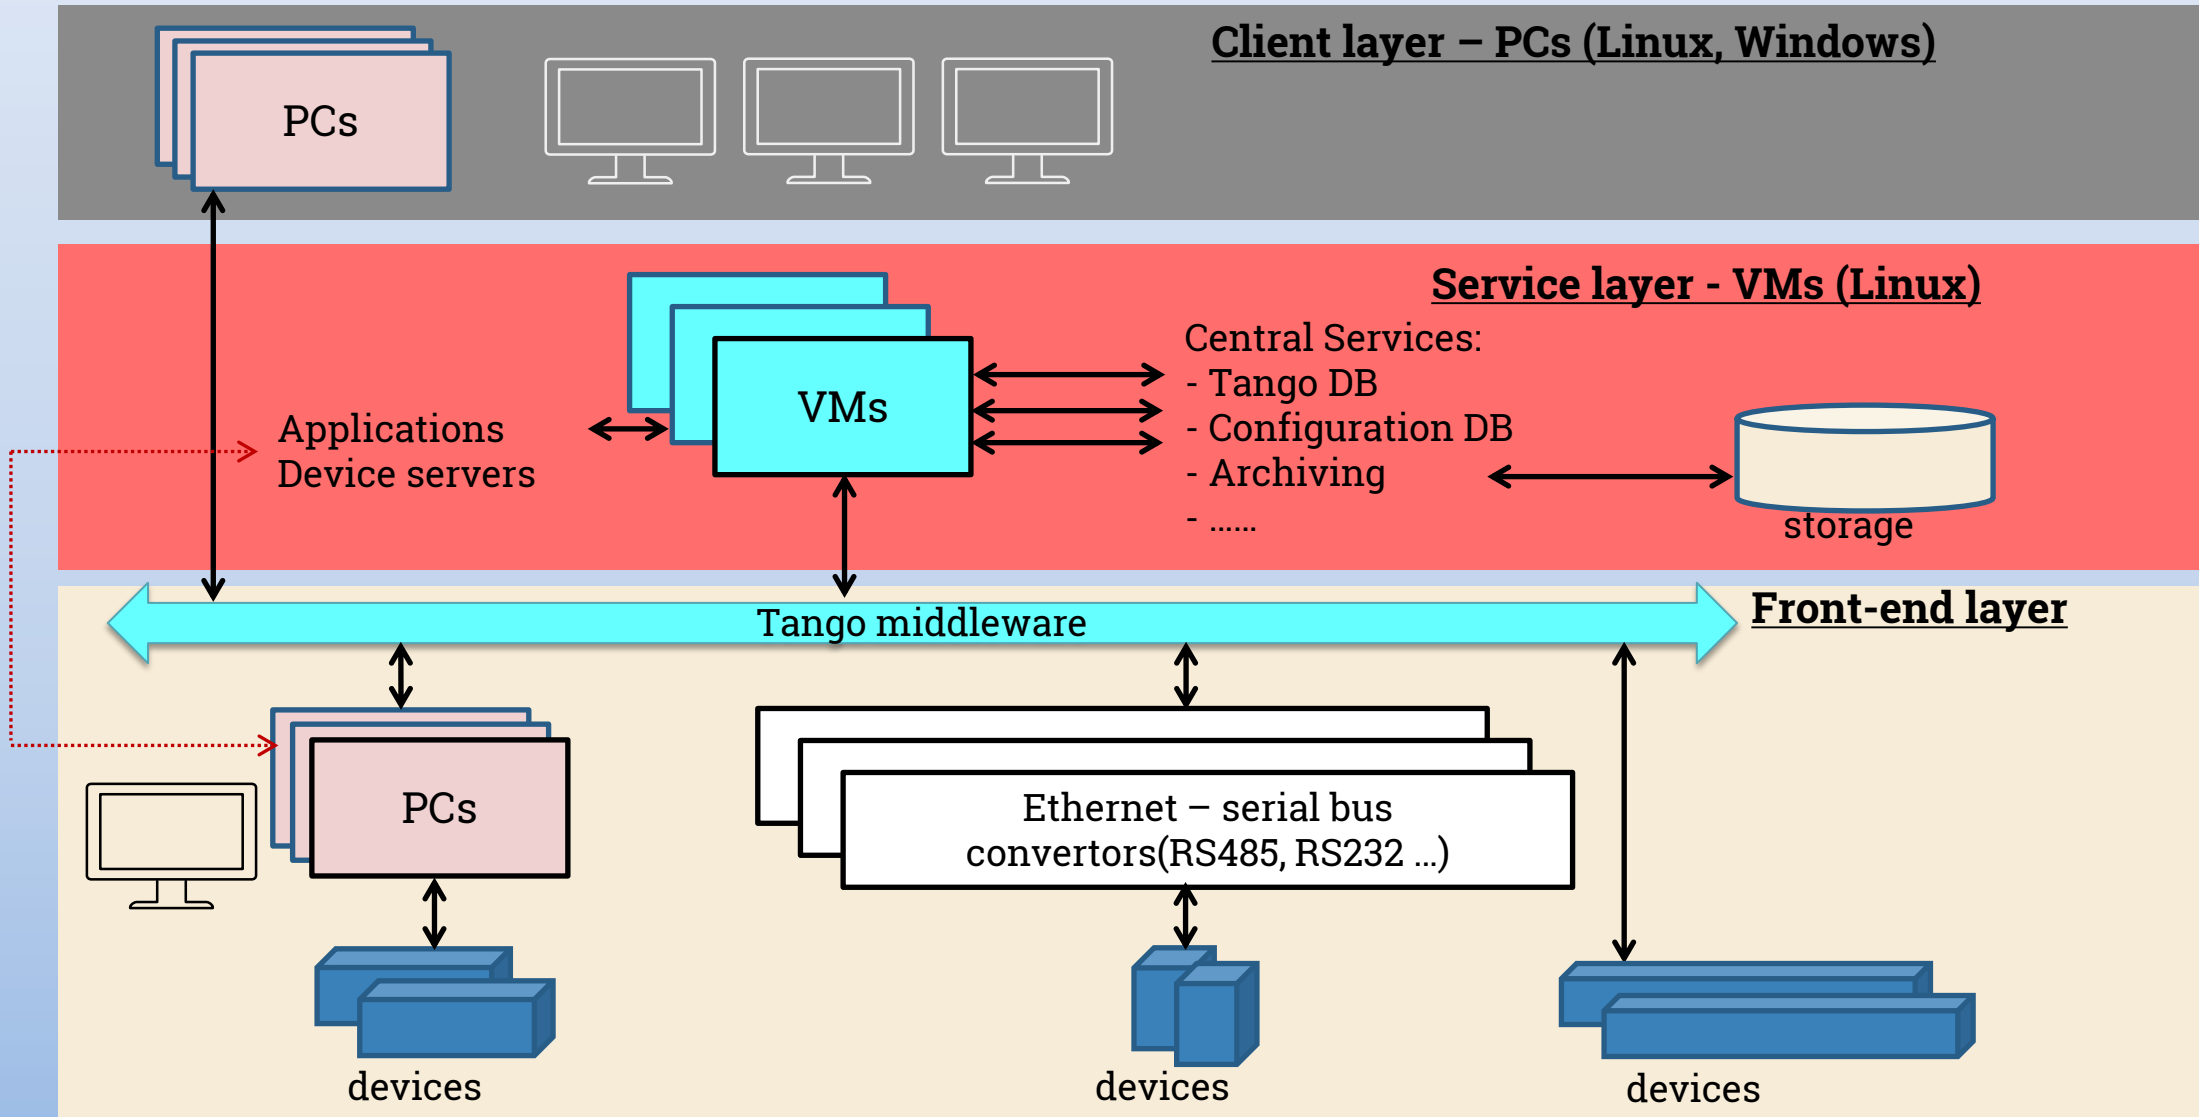 Client layer – PCs (Linux, Windows)
PCs
Service layer - VMs (Linux)
VMs
Central Services:
- Tango DB
- Configuration DB
- Archiving
- ......
Applications
Device servers
storage
Front-end layer
Tango middleware
PCs
Ethernet – serial bus
convertors(RS485, RS232 ...)
devices
devices
devices